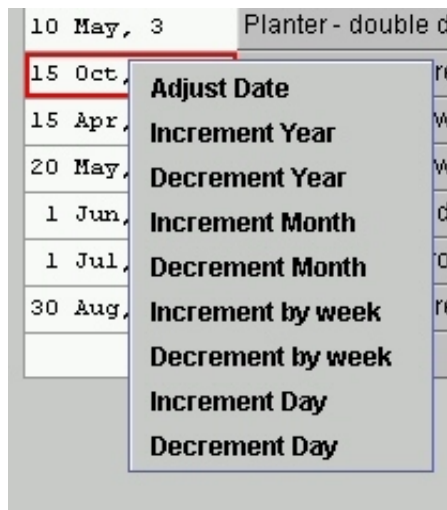 10 May, 3 Planter - double d
15 Oct,
Adjust Date
15 Apr,
Increment Year
20 May,
Decrement Year
1 Jun,
Increment Month
1 Jul,
Decrement Month
30 Aug,
Increment by week
Decrement by week
Increment Day
Decrement Day